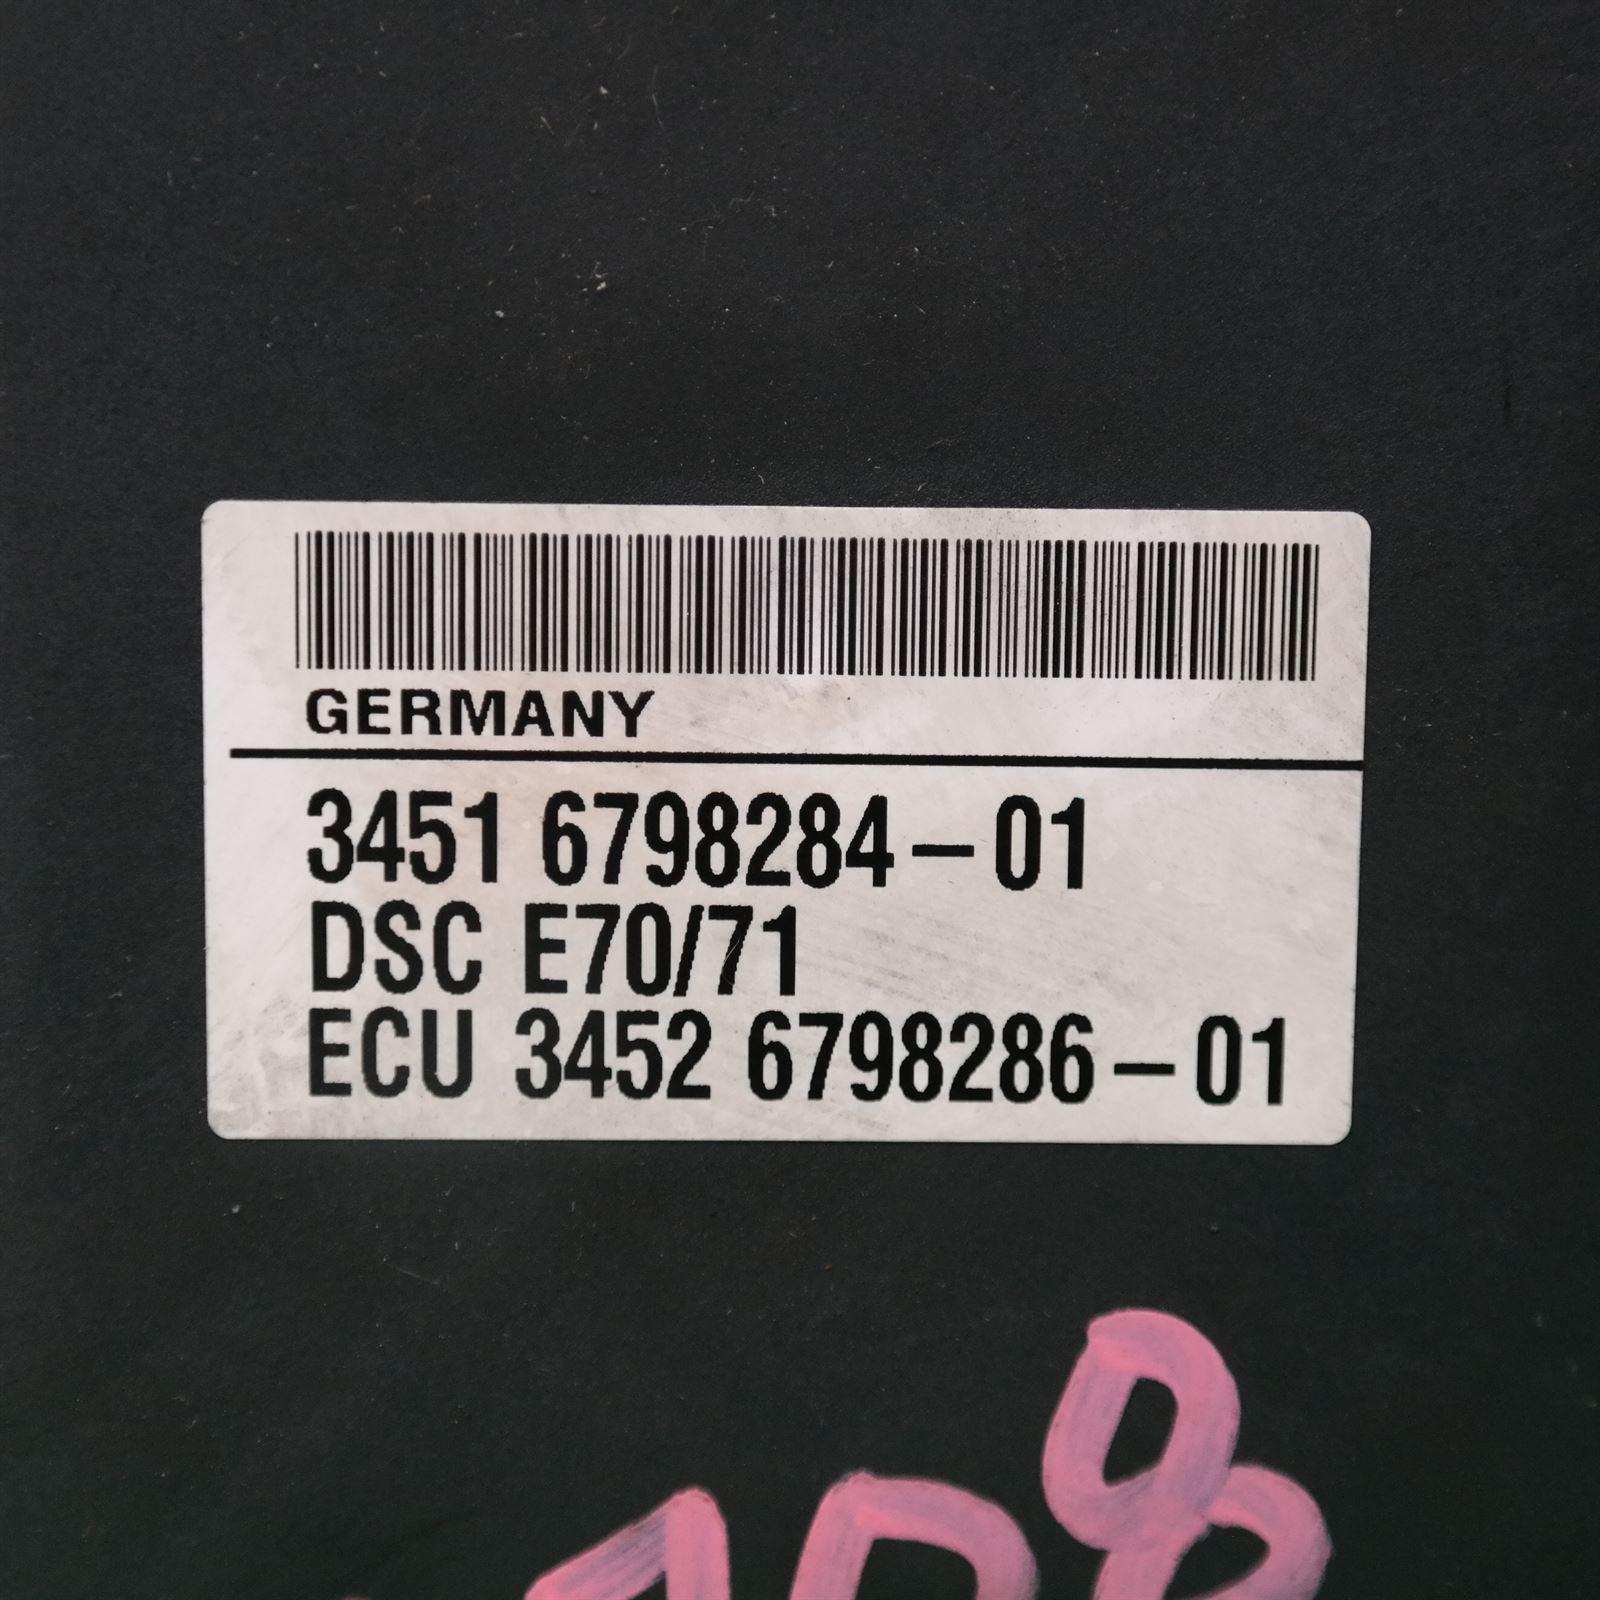 GERMANY
3451 6798284-01
DSC E70/71
ECU 3452 6798286-01